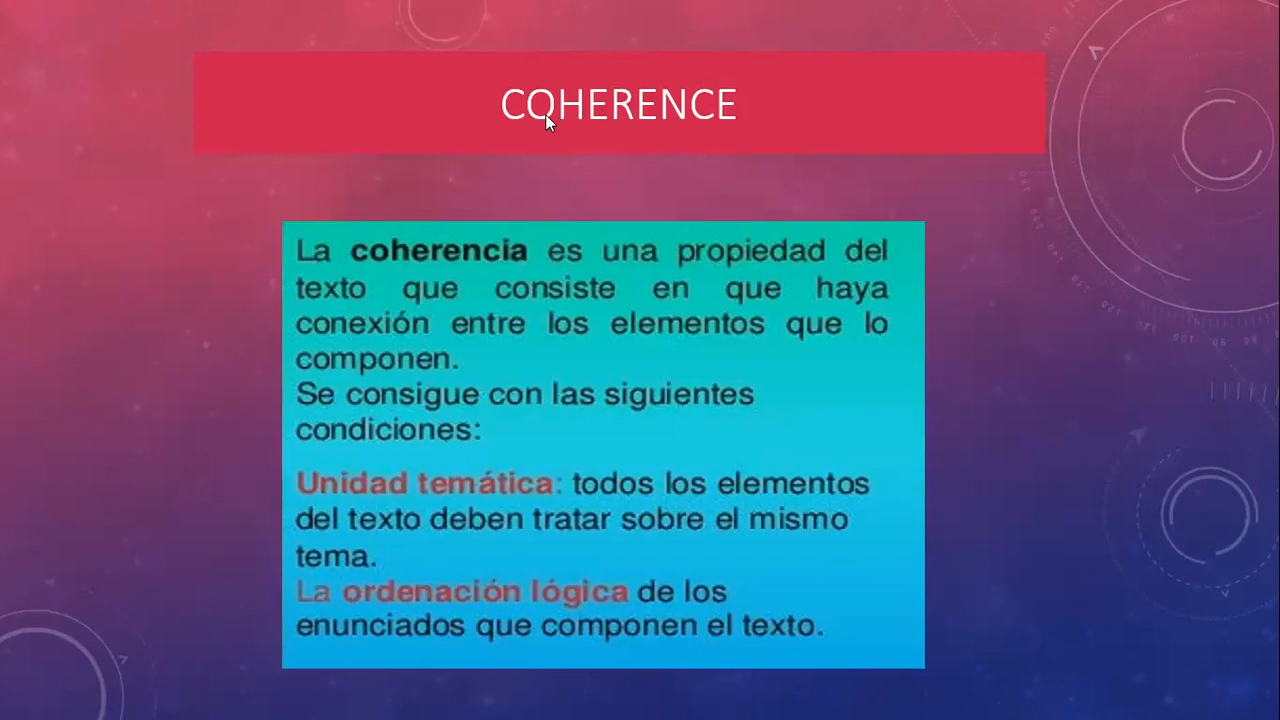 COHERENCE
La coherencia es una propiedad del
texto que consiste en que haya
conexión entre los elementos que lo
componen.
Se consigue con las siguientes
condiciones:
Unidad temática: todos los elementos
del texto deben tratar sobre el mismo
tema.
La ordenación lógica de los
enunciados que componen el texto.